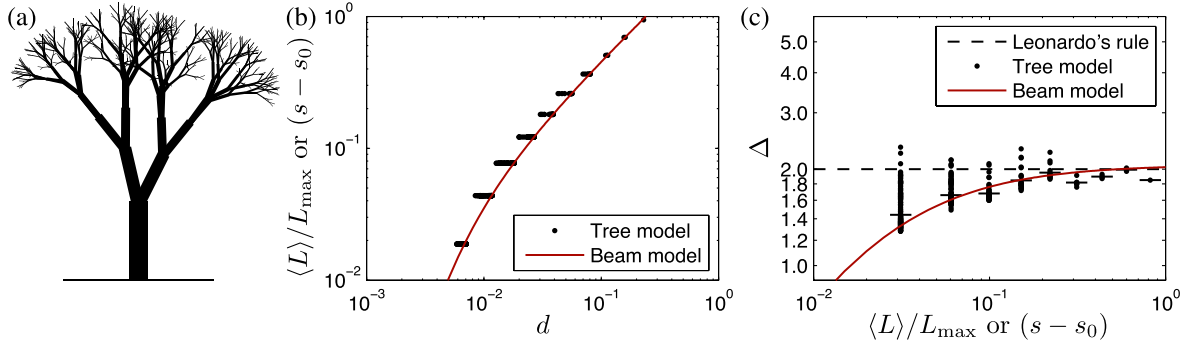 (a)
(b)
⟨L⟩/L_max or (s − s_0)
10^0
10^-1
10^-2
10^-3
10^-2
10^-1
10^0
d
Tree model
Beam model
(c)
Δ
5.0
4.0
3.0
2.0
1.8
1.6
1.4
1.2
1.0
10^-2
10^-1
10^0
⟨L⟩/L_max or (s − s_0)
Leonardo's rule
Tree model
Beam model